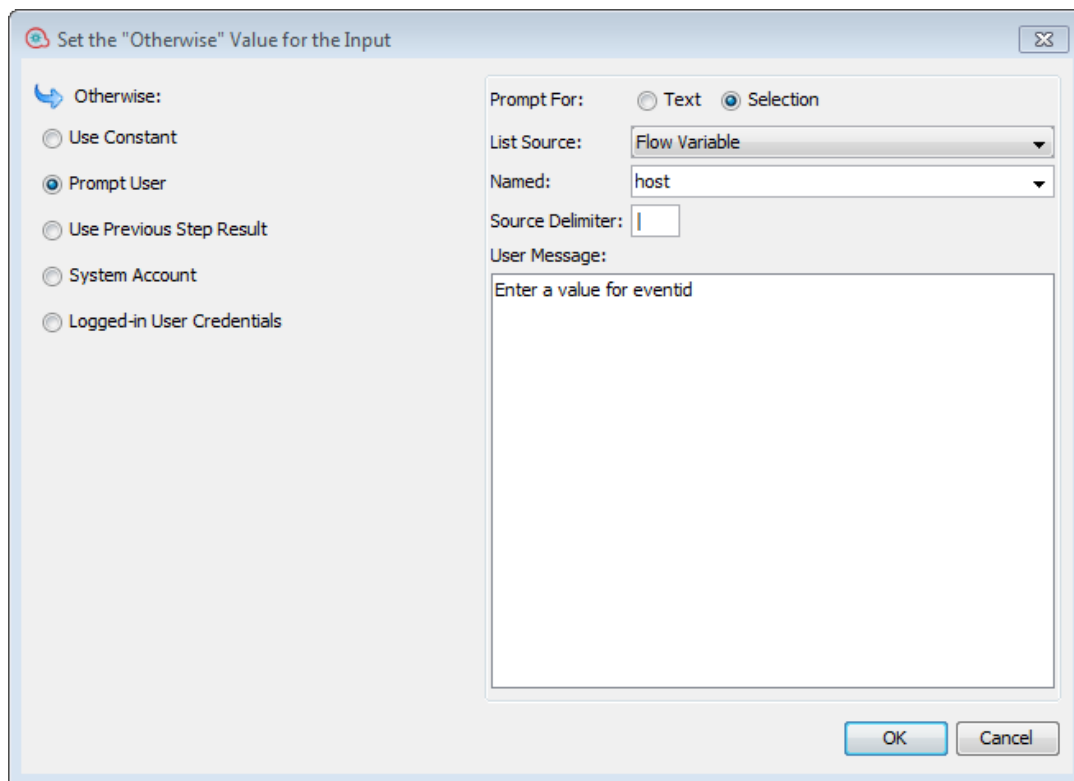 Set the "Otherwise" Value for the Input
Otherwise:
Use Constant
Prompt User
Use Previous Step Result
System Account
Logged-in User Credentials
Prompt For: Text Selection
List Source: Flow Variable
Named: host
Source Delimiter: |
User Message:
Enter a value for eventid
OK Cancel